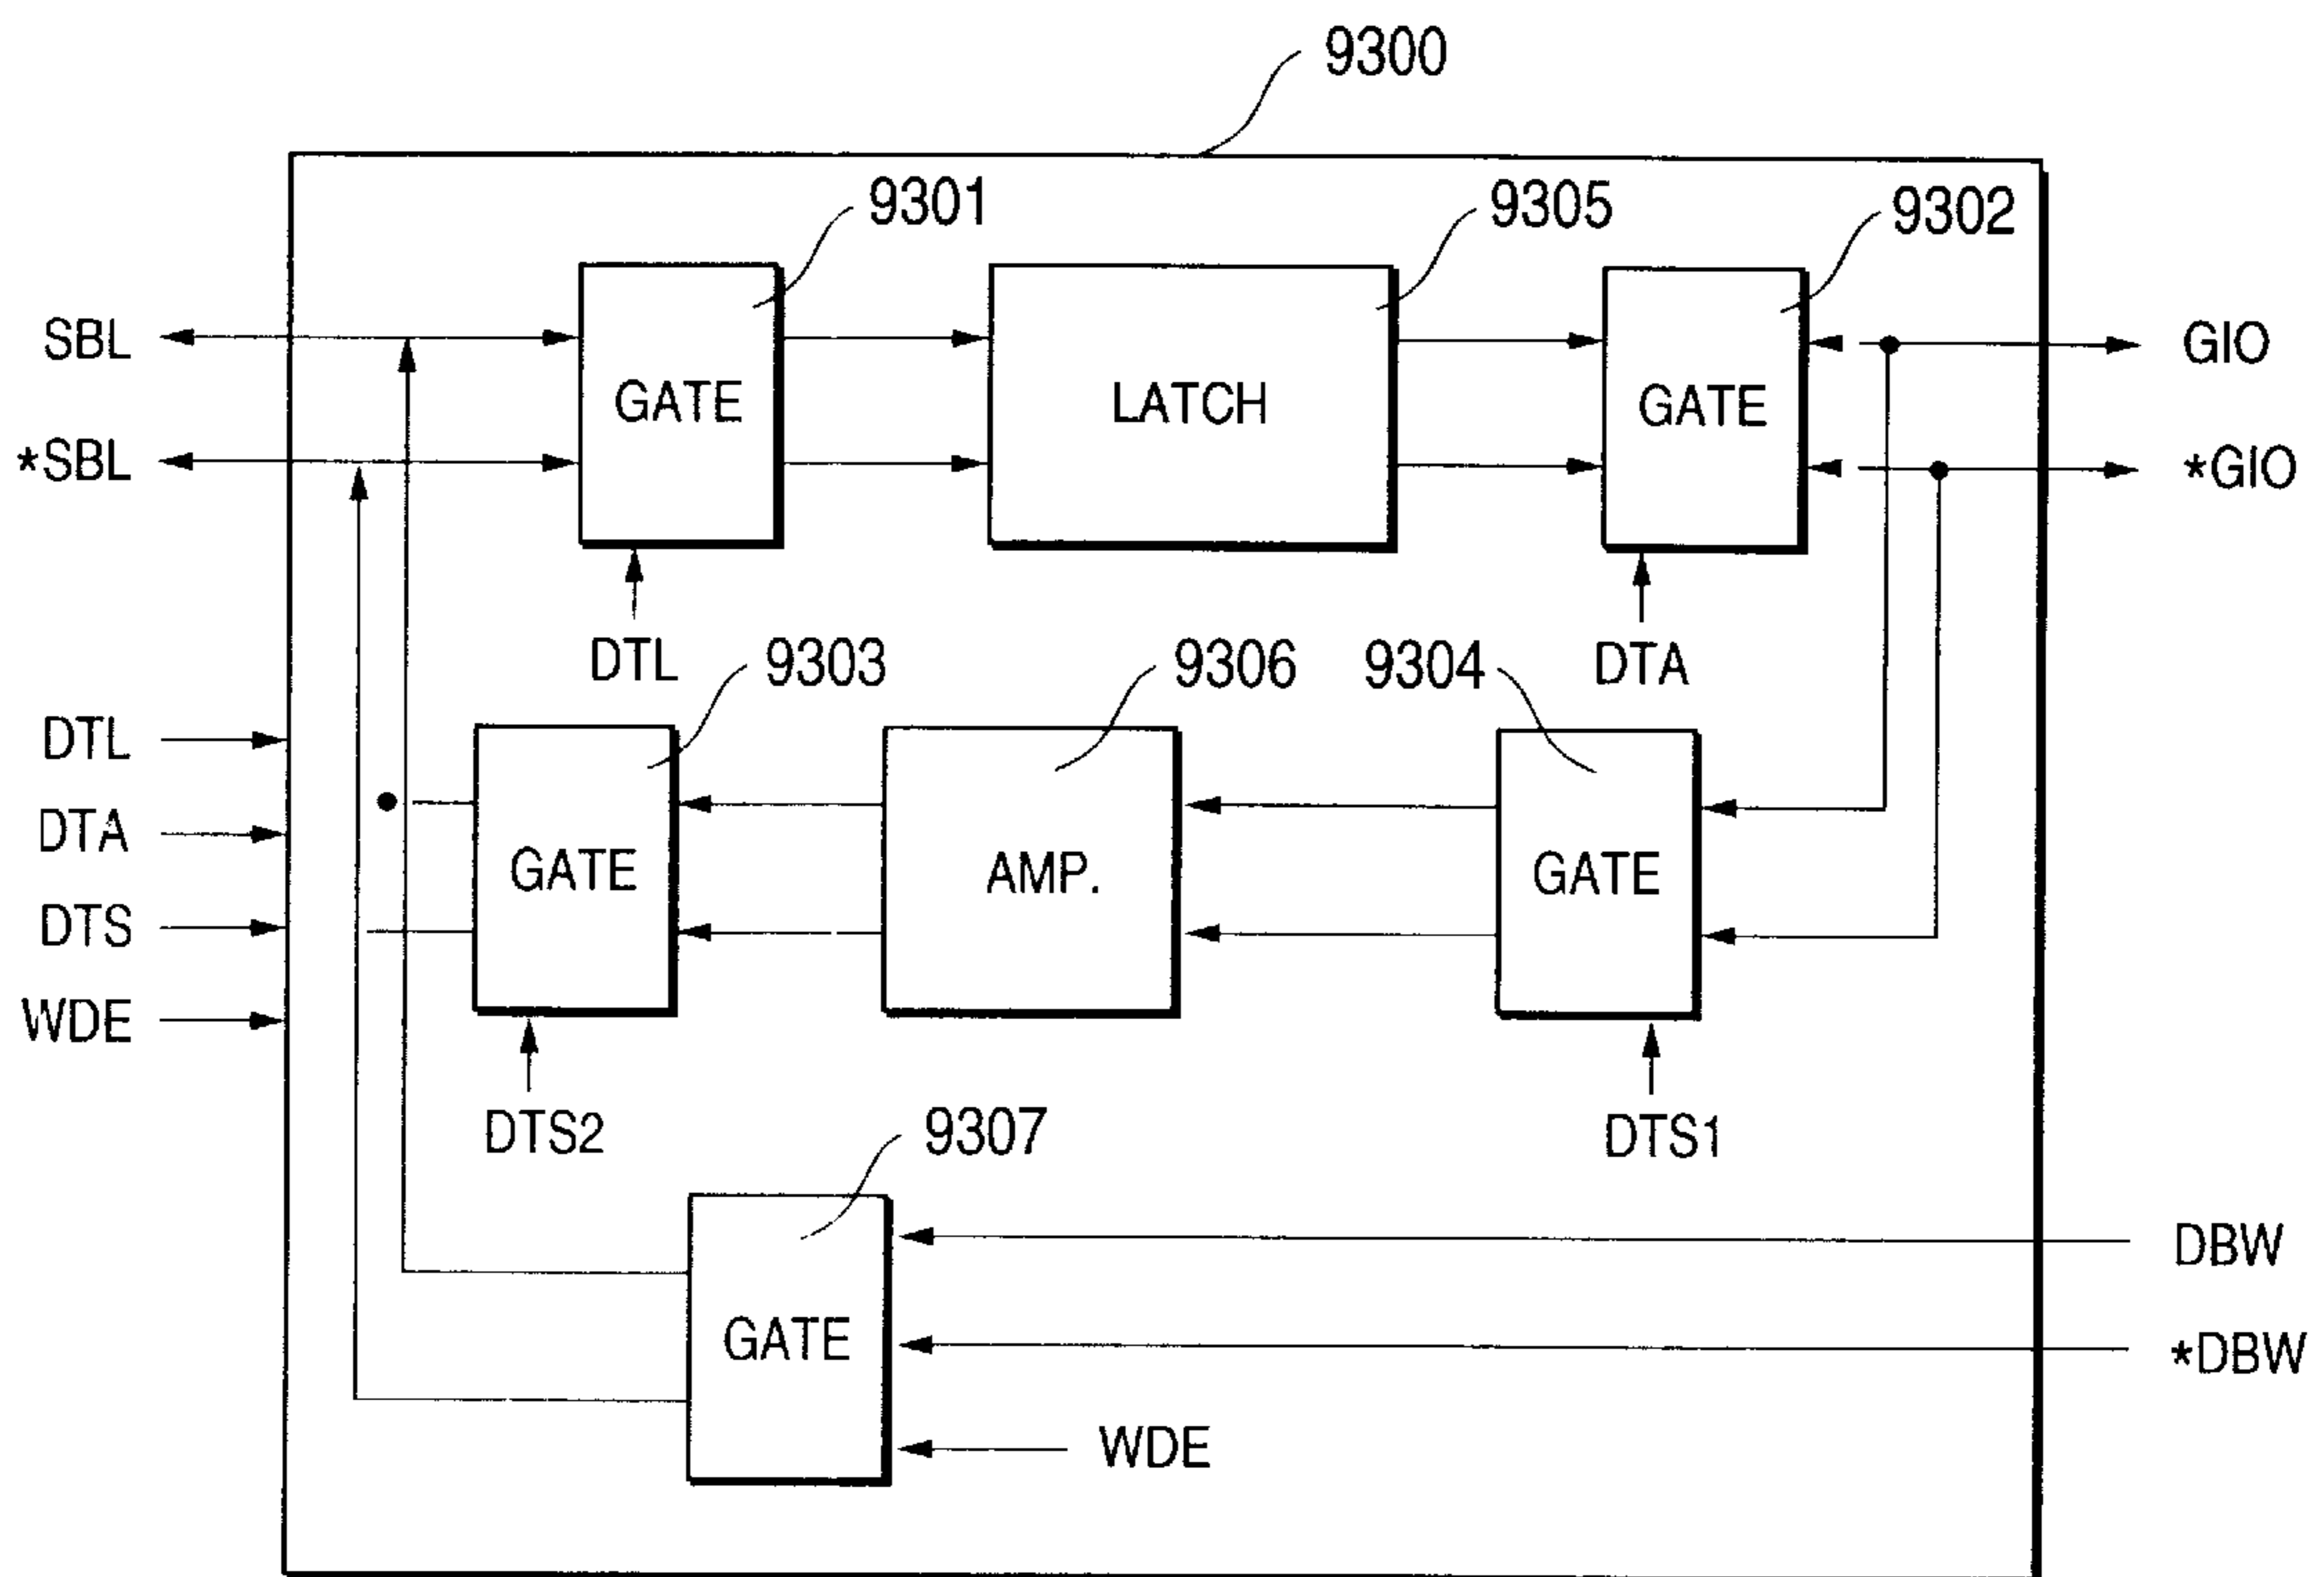 9300
9301
9305
9302
SBL
GATE
LATCH
GATE
GIO
*SBL
*GIO
DTL
9303
9306
9304
DTA
DTL
DTA
GATE
AMP.
GATE
DTS
WDE
DTS2
9307
DTS1
DBW
GATE
*DBW
WDE